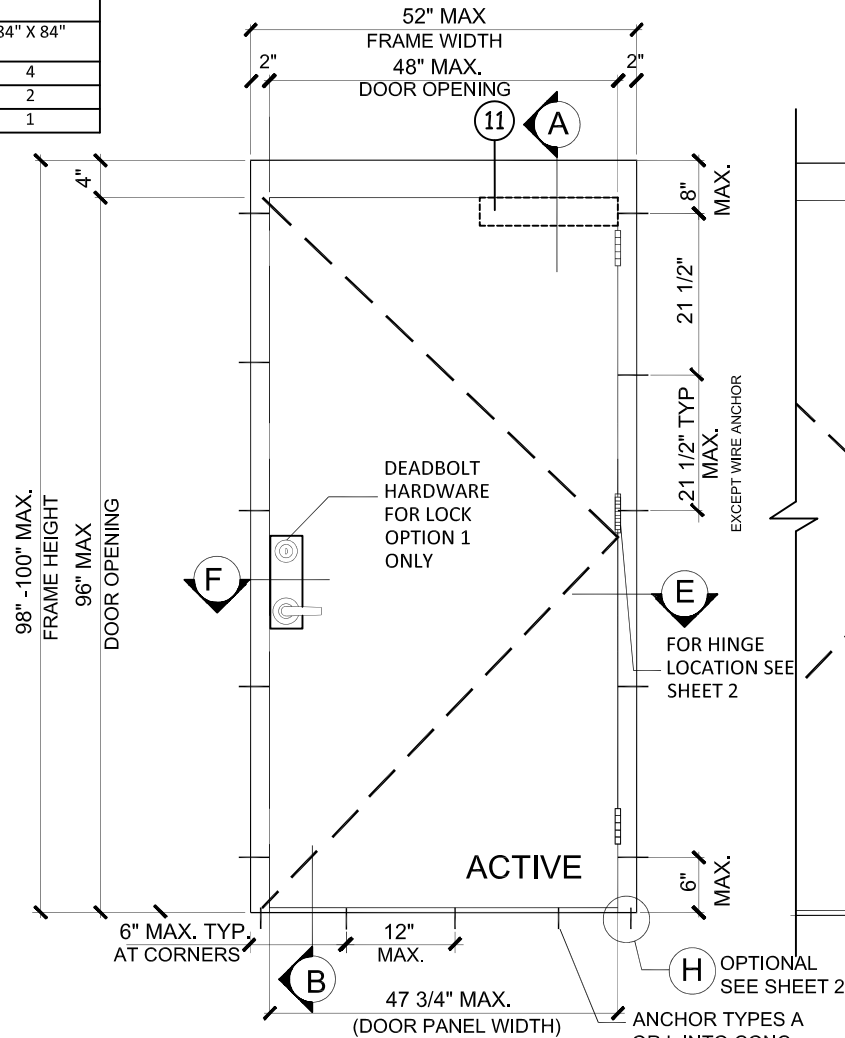 34" X 84"
4
2
1
52" MAX
FRAME WIDTH
2"
48" MAX.
2"
DOOR OPENING
11
A
4"
8"
MAX.
21 1/2"
21 1/2" TYP
MAX.
EXCEPT WIRE ANCHOR
98" -100" MAX.
FRAME HEIGHT
96" MAX
DOOR OPENING
DEADBOLT
HARDWARE
FOR LOCK
OPTION 1
ONLY
F
E
FOR HINGE
LOCATION SEE
SHEET 2
ACTIVE
6"
MAX.
6" MAX. TYP.
AT CORNERS
12"
MAX.
B
H
OPTIONAL
SEE SHEET 2
47 3/4" MAX.
(DOOR PANEL WIDTH)
ANCHOR TYPES A